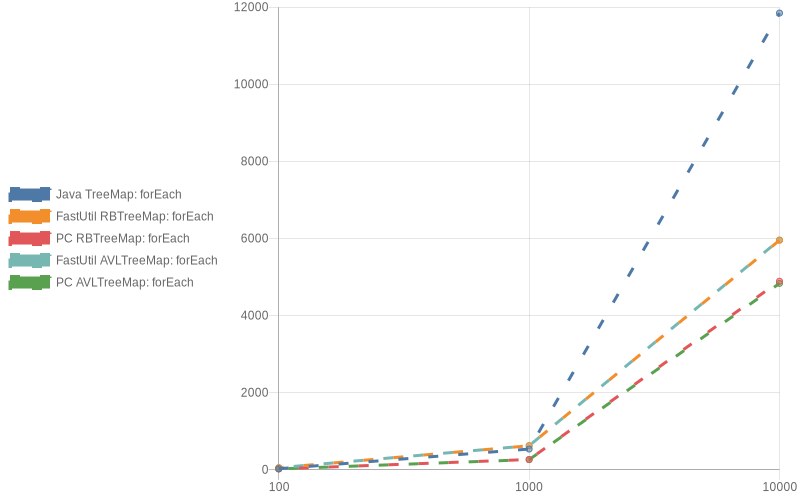 12000
10000
8000
6000
4000
2000
0
100
1000
10000
Java TreeMap: forEach
FastUtil RBTreeMap: forEach
PC RBTreeMap: forEach
FastUtil AVLTreeMap: forEach
PC AVLTreeMap: forEach